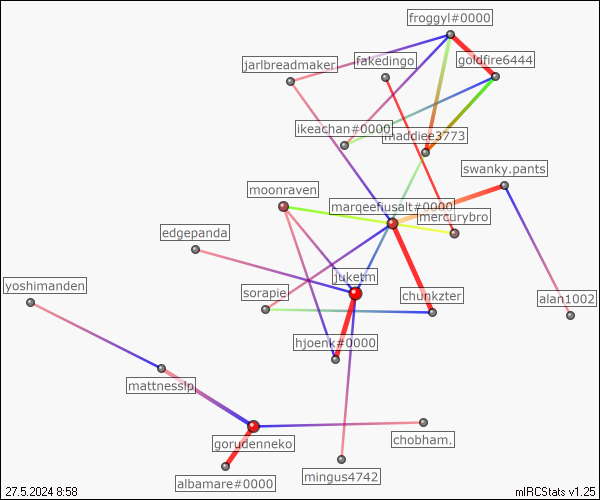 froggyl#0000
goldfire6444
fakedingo
jarlbreadmaker
ikeachan#0000
maddiee3773
swanky.pants
moonraven
marqeefiusalt#0000
mercurybro
edgepanda
juketm
yoshimanden
sorapie
chunkzter
alan1002
hjoenk#0000
mattnesslp
gorudenneko
chobham.
albamare#0000
mingus4742
27.5.2024 8:58
mIRCStats v1.25